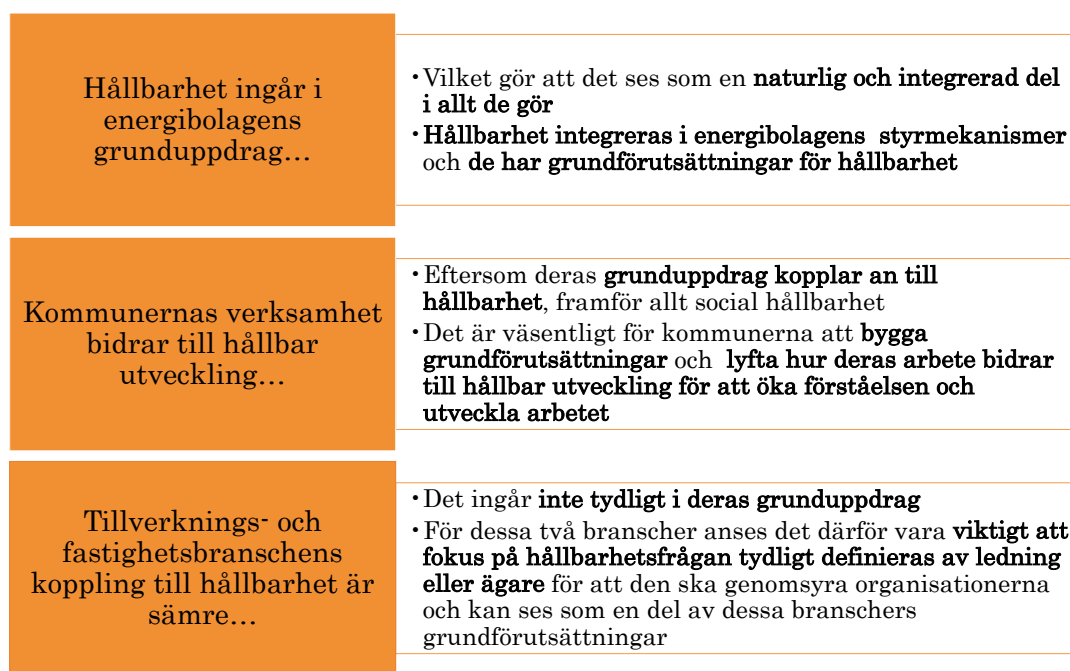 Hållbarhet ingår i
energibolagens
grunduppdrag…
•Vilket gör att det ses som en naturlig och integrerad del
i allt de gör
•Hållbarhet integreras i energibolagens  styrmekanismer
och de har grundförutsättningar för hållbarhet
Kommunernas verksamhet
bidrar till hållbar
utveckling…
•Eftersom deras grunduppdrag kopplar an till
hållbarhet, framför allt social hållbarhet
•Det är väsentligt för kommunerna att bygga
grundförutsättningar och  lyfta hur deras arbete bidrar
till hållbar utveckling för att öka förståelsen och
utveckla arbetet
Tillverknings- och
fastighetsbranschens
koppling till hållbarhet är
sämre…
•Det ingår inte tydligt i deras grunduppdrag
•För dessa två branscher anses det därför vara viktigt att
fokus på hållbarhetsfrågan tydligt definieras av ledning
eller ägare för att den ska genomsyra organisationerna
och kan ses som en del av dessa branschers
grundförutsättningar